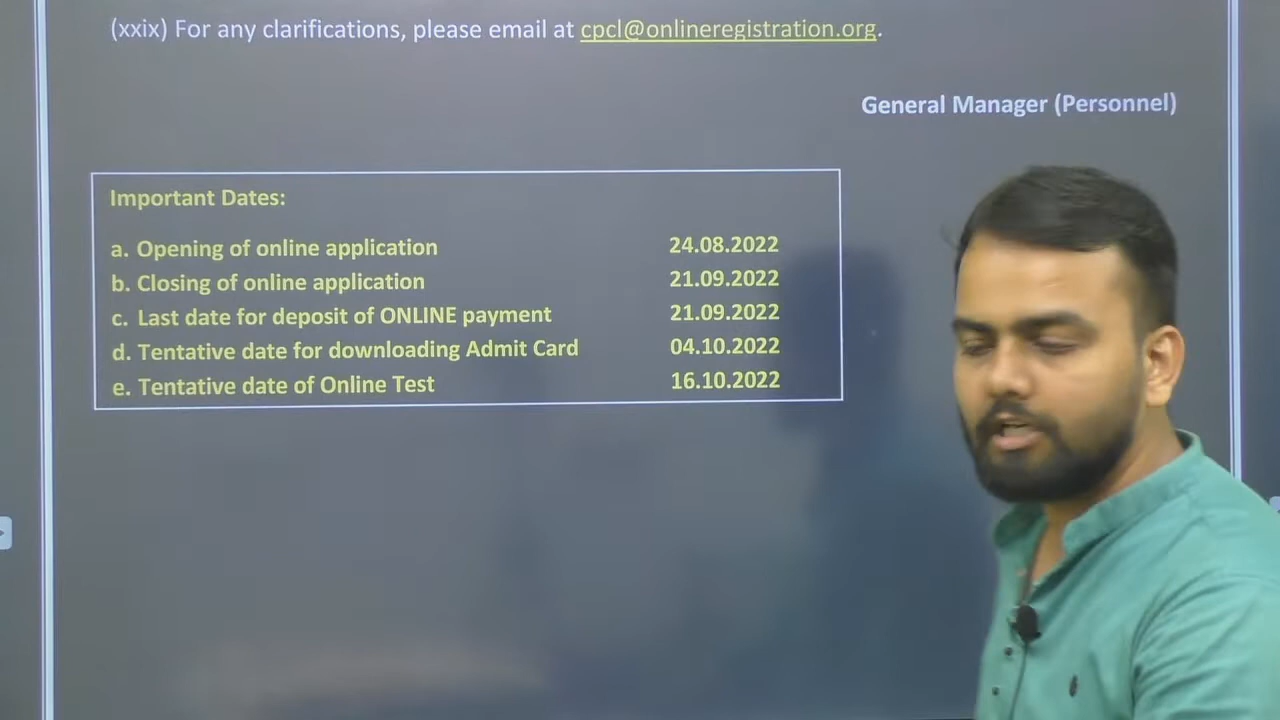 (xxix) For any clarifications, please email at cpcl@onlineregistration.org.
General Manager (Personnel)
Important Dates:
a. Opening of online application 24.08.2022
b. Closing of online application 21.09.2022
c. Last date for deposit of ONLINE payment 21.09.2022
d. Tentative date for downloading Admit Card 04.10.2022
e. Tentative date of Online Test 16.10.2022